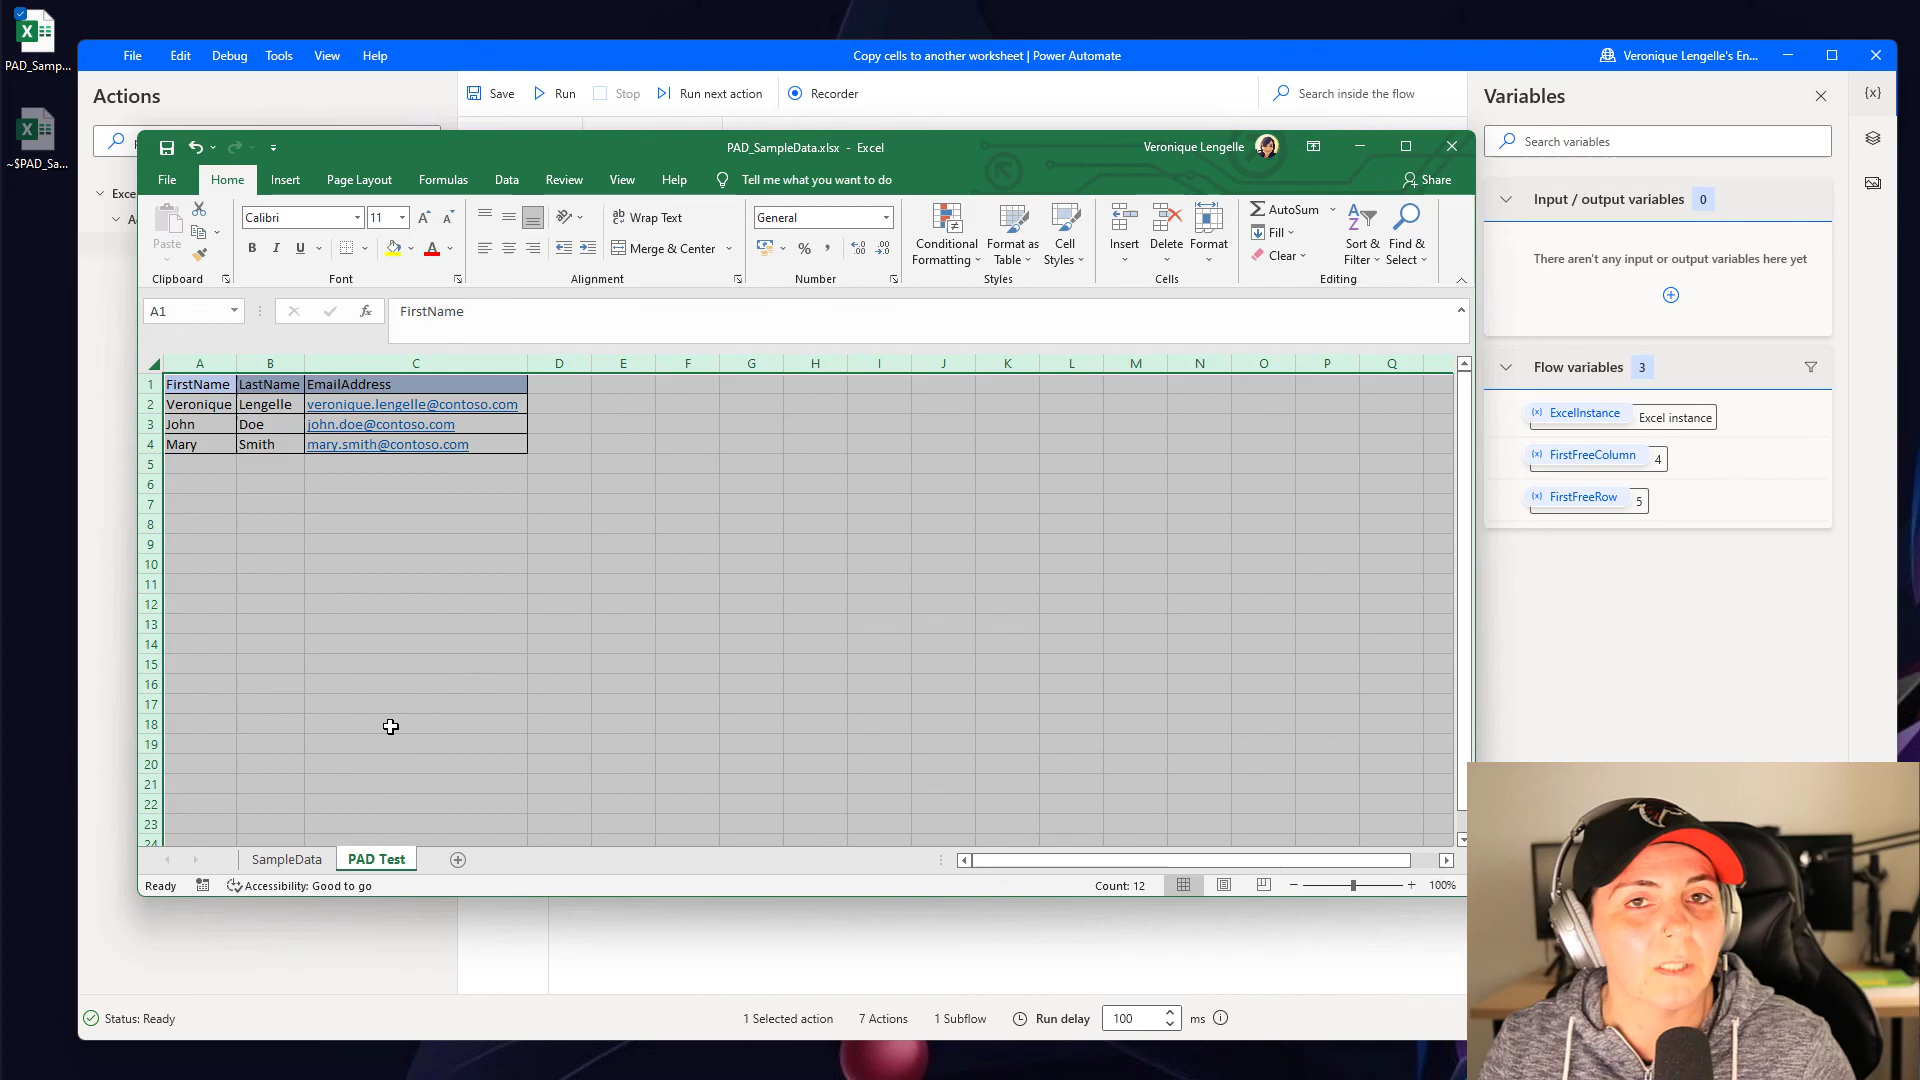 PAD_Samp...
~$PAD_Sa...
File Edit Debug Tools View Help
Copy cells to another worksheet | Power Automate
Veronique Lengelle's En...
Actions
Save Run Stop Run next action Recorder
Search inside the flow
Excel
PAD_SampleData.xlsx - Excel
Veronique Lengelle
File Home Insert Page Layout Formulas Data Review View Help Tell me what you want to do
Share
Paste
Calibri 11
Wrap Text
General
Conditional Formatting
Format as Table
Cell Styles
Insert Delete Format
AutoSum
Fill
Clear
Sort & Filter
Find & Select
B I U
Merge & Center
Clipboard Font Alignment Number Styles Cells Editing
A1 fx FirstName
A B C D E F G H I J K L M N O P Q
1 FirstName LastName EmailAddress
2 Veronique Lengelle veronique.lengelle@contoso.com
3 John Doe john.doe@contoso.com
4 Mary Smith mary.smith@contoso.com
5
6
7
8
9
10
11
12
13
14
15
16
17
18
19
20
21
22
23
24
SampleData PAD Test
Ready Accessibility: Good to go Count: 12 100%
Status: Ready 1 Selected action 7 Actions 1 Subflow Run delay 100 ms
Variables
{x}
Search variables
Input / output variables 0
There aren't any input or output variables here yet
Flow variables 3
(x) ExcelInstance Excel instance
(x) FirstFreeColumn 4
(x) FirstFreeRow 5